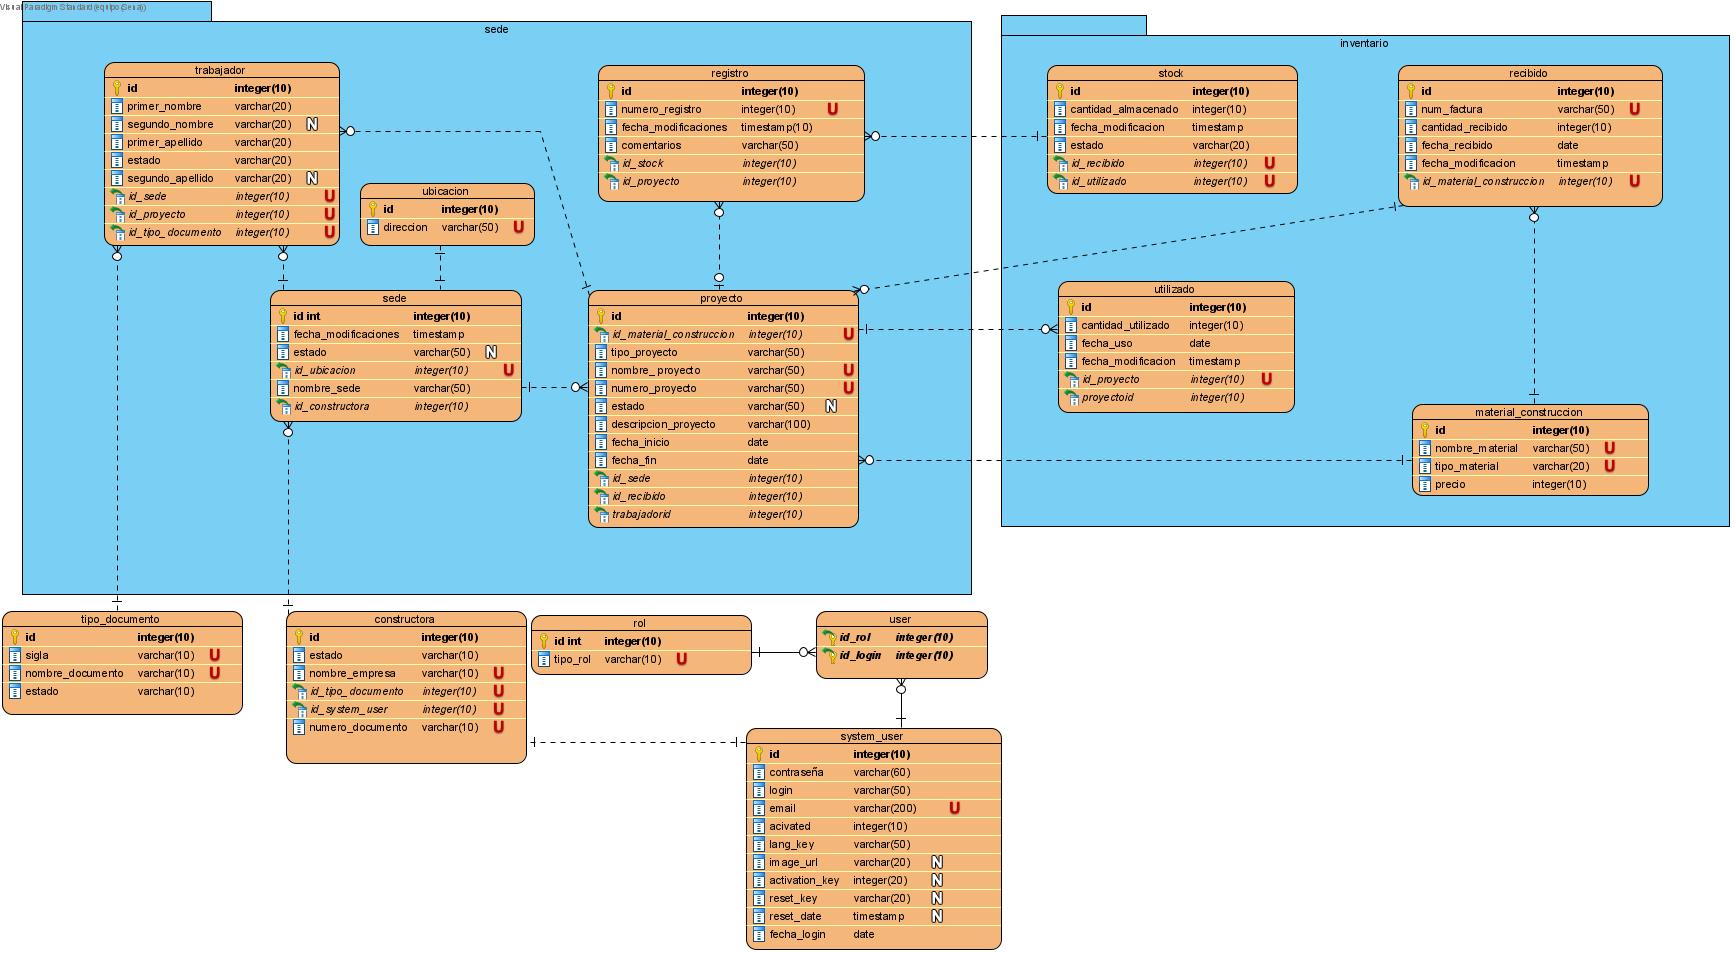 Visual Paradigm Standard (equipo (Sena))
sede
trabajador
id integer(10)
primer_nombre varchar(20)
segundo_nombre varchar(20) N
primer_apellido varchar(20)
estado varchar(20)
segundo_apellido varchar(20) N
id_sede integer(10) U
id_proyecto integer(10) U
id_tipo_documento integer(10) U
ubicacion
id integer(10)
direccion varchar(50) U
registro
id integer(10)
numero_registro integer(10) U
fecha_modificaciones timestamp(10)
comentarios varchar(50)
id_stock integer(10)
id_proyecto integer(10)
sede
id int integer(10)
fecha_modificaciones timestamp
estado varchar(50) N
id_ubicacion integer(10) U
nombre_sede varchar(50)
id_constructora integer(10)
proyecto
id integer(10)
id_material_construccion integer(10) U
tipo_proyecto varchar(50)
nombre_ proyecto varchar(50) U
numero_proyecto varchar(50) U
estado varchar(50) N
descripcion_proyecto varchar(100)
fecha_inicio date
fecha_fin date
id_sede integer(10)
id_recibido integer(10)
trabajadorid integer(10)
inventario
stock
id integer(10)
cantidad_almacenado integer(10)
fecha_modificacion timestamp
estado varchar(20)
id_recibido integer(10) U
id_utilizado integer(10) U
recibido
id integer(10)
num_factura varchar(50) U
cantidad_recibido integer(10)
fecha_recibido date
fecha_modificacion timestamp
id_material_construccion integer(10) U
utilizado
id integer(10)
cantidad_utilizado integer(10)
fecha_uso date
fecha_modificacion timestamp
id_proyecto integer(10) U
proyectoid integer(10)
material_construccion
id integer(10)
nombre_material varchar(50) U
tipo_material varchar(20) U
precio integer(10)
tipo_documento
id integer(10)
sigla varchar(10) U
nombre_documento varchar(10) U
estado varchar(10)
constructora
id integer(10)
estado varchar(10)
nombre_empresa varchar(10) U
id_tipo_documento integer(10) U
id_system_user integer(10) U
numero_documento varchar(10) U
rol
id int integer(10)
tipo_rol varchar(10) U
user
id_rol integer(10)
id_login integer(10)
system_user
id integer(10)
contraseña varchar(60)
login varchar(50)
email varchar(200) U
acivated integer(10)
lang_key varchar(50)
image_url varchar(20) N
activation_key integer(20) N
reset_key varchar(20) N
reset_date timestamp N
fecha_login date